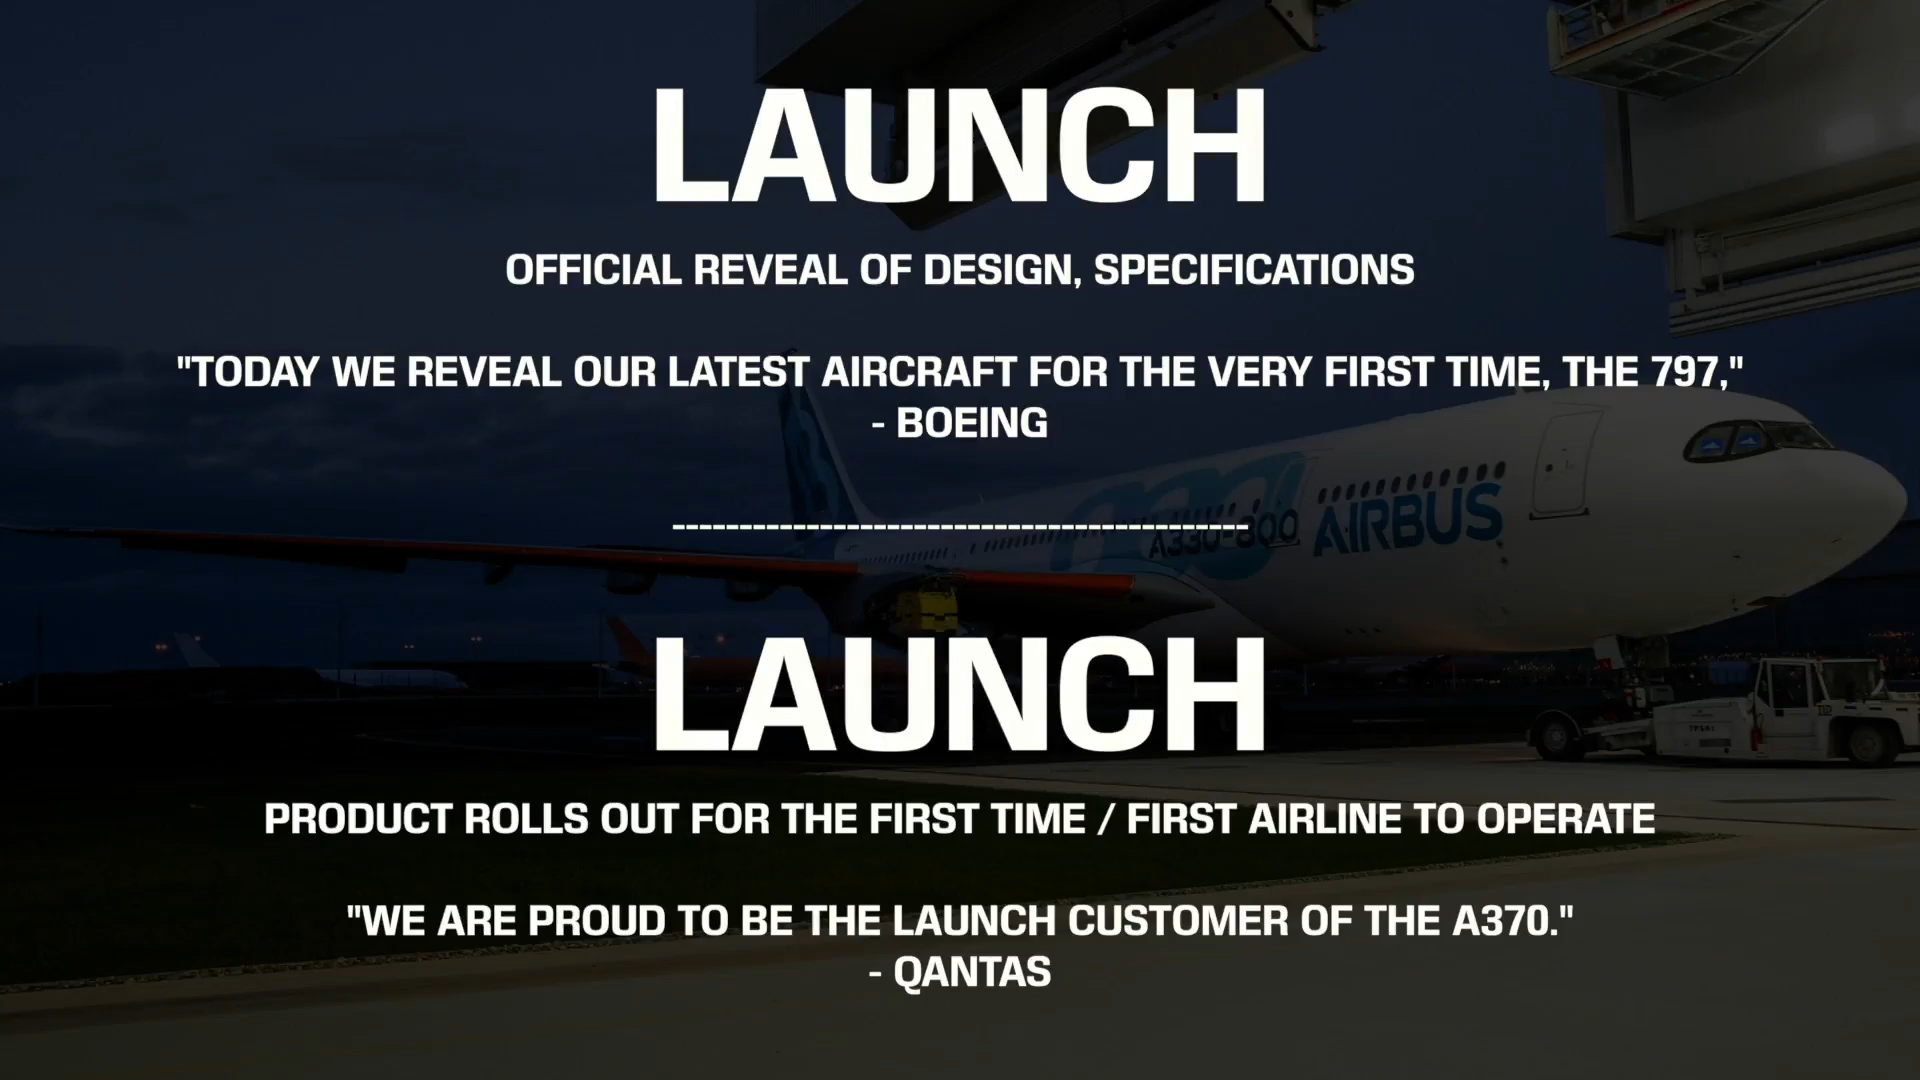 LAUNCH
OFFICIAL REVEAL OF DESIGN, SPECIFICATIONS
"TODAY WE REVEAL OUR LATEST AIRCRAFT FOR THE VERY FIRST TIME, THE 797,"
- BOEING
-------------------------------------------
A330-800 AIRBUS
LAUNCH
PRODUCT ROLLS OUT FOR THE FIRST TIME / FIRST AIRLINE TO OPERATE
"WE ARE PROUD TO BE THE LAUNCH CUSTOMER OF THE A370."
- QANTAS